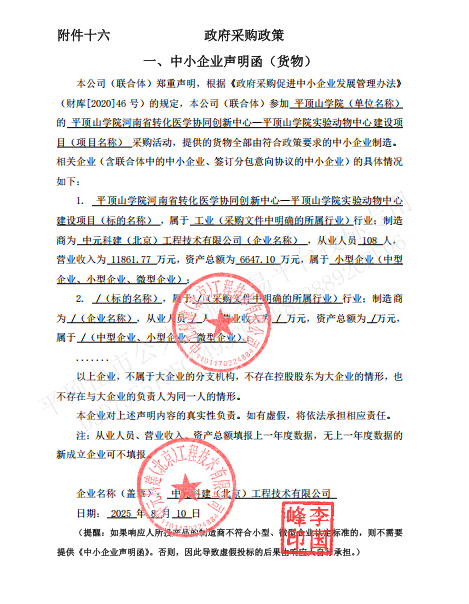 附件十六 政府采购政策
一、中小企业声明函（货物）
本公司（联合体）郑重声明，根据《政府采购促进中小企业发展管理办法》
（财库[2020]46 号）的规定，本公司（联合体）参加 平顶山学院（单位名称）
的 平顶山学院河南省转化医学协同创新中心—平顶山学院实验动物中心建设项
目（项目名称） 采购活动，提供的货物全部由符合政策要求的中小企业制造。
相关企业（含联合体中的中小企业、签订分包意向协议的中小企业）的具体情况
如下：
1. 平顶山学院河南省转化医学协同创新中心—平顶山学院实验动物中心
建设项目（标的名称） ，属于 工业（采购文件中明确的所属行业）行业；制造
商为 中元科建（北京）工程技术有限公司（企业名称） ，从业人员 108 人，
营业收入为 11861.77 万元，资产总额为 6647.10 万元，属于 小型企业（中型
企业、小型企业、微型企业）；
2. /（标的名称） ，属于 /（采购文件中明确的所属行业）行业；制造商
为 /（企业名称） ，从业人员 / 人，营业收入为 / 万元，资产总额为 / 万元，
属于 /（中型企业、小型企业、微型企业）
.......
以上企业，不属于大企业的分支机构，不存在控股股东为大企业的情形，也
不存在与大企业的负责人为同一人的情形。
本企业对上述声明内容的真实性负责。如有虚假，将依法承担相应责任。
注：从业人员、营业收入、资产总额填报上一年度数据，无上一年度数据的
新成立企业可不填报
企业名称（盖章）： 中元科建（北京）工程技术有限公司
日期： 2025 年 8 月 10 日
（提醒：如果响应人所投产品的制造商不符合小型、微型企业认定标准的，则不需要
提供《中小企业声明函》。否则，因此导致虚假投标的后果由响应人自行承担。）
李国峰印